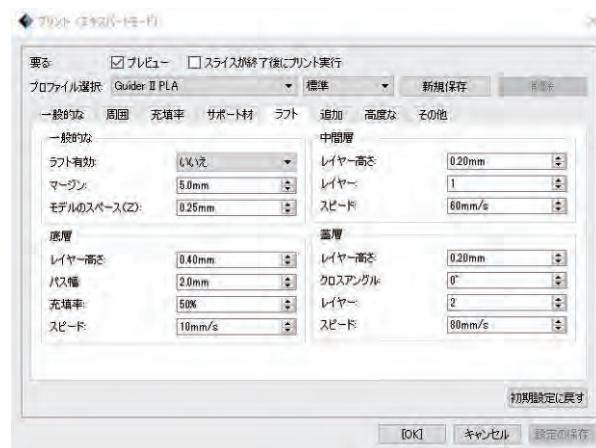 プリント (エキスパートモード)
要る: プレビュー スライスが終了後にプリント実行
プロファイル選択: Guider II PLA 標準 新規保存 削除
一般的な 周囲 充填率 サポート材 ラフト 追加 高度な その他
一般的な
ラフト有効: いいえ
マージン: 5.0mm
モデルのスペース(Z): 0.25mm
中間層
レイヤー高さ: 0.20mm
レイヤー: 1
スピード: 60mm/s
底層
レイヤー高さ: 0.40mm
パス幅 2.0mm
充填率: 50%
スピード: 10mm/s
蓋層
レイヤー高さ: 0.20mm
クロスアングル: 0°
レイヤー: 2
スピード: 80mm/s
初期設定に戻す
[OK] キャンセル 設定の保存